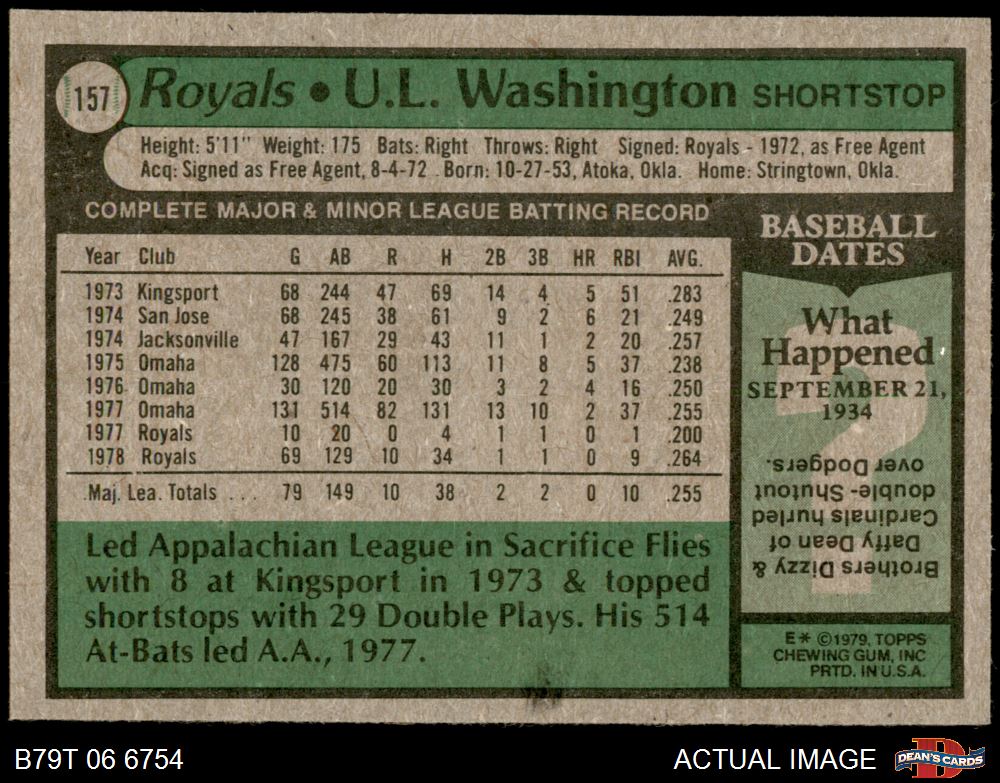 157 Royals • U.L. Washington SHORTSTOP
Height: 5'11" Weight: 175 Bats: Right Throws: Right Signed: Royals - 1972, as Free Agent
Acq: Signed as Free Agent, 8-4-72 Born: 10-27-53, Atoka, Okla. Home: Stringtown, Okla.
COMPLETE MAJOR & MINOR LEAGUE BATTING RECORD
Year Club G AB R H 2B 3B HR RBI AVG.
1973 Kingsport 68 244 47 69 14 4 5 51 .283
1974 San Jose 68 245 38 61 9 2 6 21 .249
1974 Jacksonville 47 167 29 43 11 1 2 20 .257
1975 Omaha 128 475 60 113 11 8 5 37 .238
1976 Omaha 30 120 20 30 3 2 4 16 .250
1977 Omaha 131 514 82 131 13 10 2 37 .255
1977 Royals 10 20 0 4 1 1 0 1 .200
1978 Royals 69 129 10 34 1 1 0 9 .264
Maj. Lea. Totals ... 79 149 10 38 2 2 0 10 .255
Led Appalachian League in Sacrifice Flies
with 8 at Kingsport in 1973 & topped
shortstops with 29 Double Plays. His 514
At-Bats led A.A., 1977.
BASEBALL
DATES
What
Happened
SEPTEMBER 21,
1934
?
Brothers Dizzy &
Daffy Dean of
Cardinals hurled
double-Shutout
over Dodgers.
E* ©1979, TOPPS
CHEWING GUM, INC
PRTD. IN U.S.A.
B79T 06 6754
ACTUAL IMAGE
D
DEAN'S CARDS